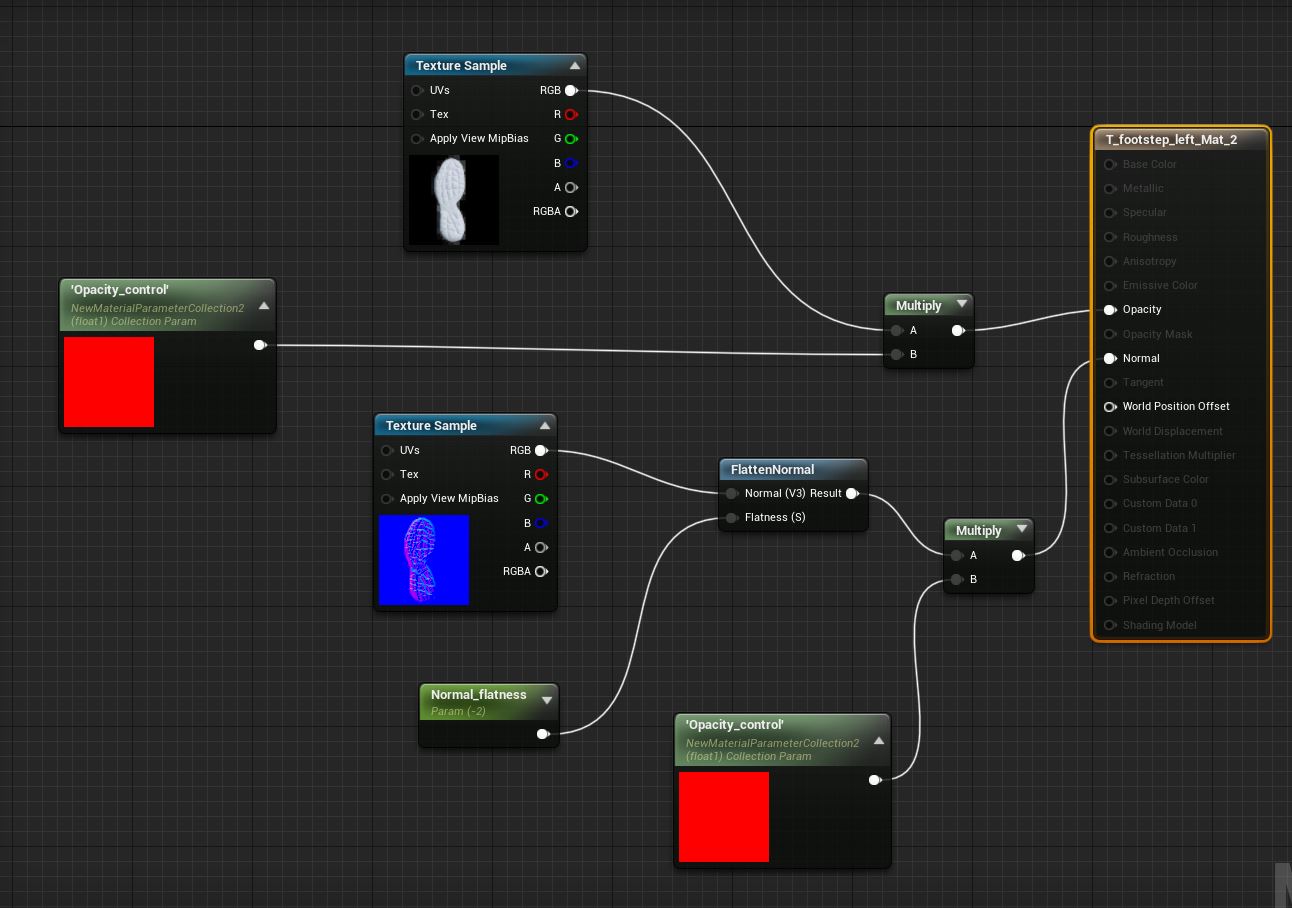 Texture Sample
UVs RGB
Tex R
Apply View MipBias G
B
A
RGBA
'Opacity_control'
NewMaterialParameterCollection2
(float1) Collection Param
Multiply
A
B
Texture Sample
UVs RGB
Tex R
Apply View MipBias G
B
A
RGBA
FlattenNormal
Normal (V3) Result
Flatness (S)
Normal_flatness
Param (-2)
Multiply
A
B
'Opacity_control'
NewMaterialParameterCollection2
(float1) Collection Param
T_footstep_left_Mat_2
Base Color
Metallic
Specular
Roughness
Anisotropy
Emissive Color
Opacity
Opacity Mask
Normal
Tangent
World Position Offset
World Displacement
Tessellation Multiplier
Subsurface Color
Custom Data 0
Custom Data 1
Ambient Occlusion
Refraction
Pixel Depth Offset
Shading Model